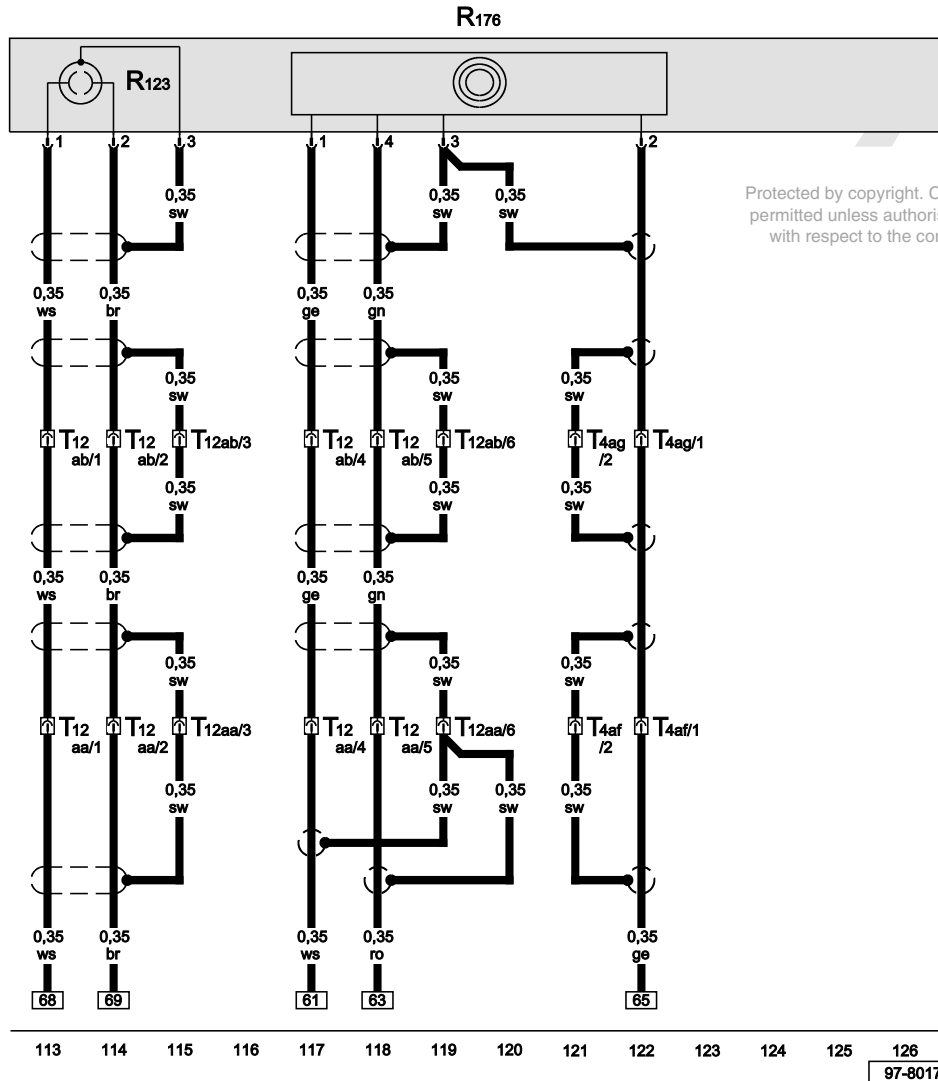 R176
R123
1 2 3 1 4 3 2
0,35 0,35 0,35
sw sw sw
Protected by copyright. C
permitted unless authoris
with respect to the con
0,35 0,35 0,35 0,35
ws br ge gn
0,35 0,35 0,35
sw sw sw
T12 ab/1 T12 ab/2 T12ab/3 T12 ab/4 T12 ab/5 T12ab/6 T4ag /2 T4ag/1
0,35 0,35 0,35
sw sw sw
0,35 0,35 0,35 0,35
ws br ge gn
0,35 0,35 0,35
sw sw sw
T12 aa/1 T12 aa/2 T12aa/3 T12 aa/4 T12 aa/5 T12aa/6 T4af /2 T4af/1
0,35 0,35 0,35 0,35
sw sw sw sw
0,35 0,35 0,35 0,35 0,35
ws br ws ro ge
68 69 61 63 65
113 114 115 116 117 118 119 120 121 122 123 124 125 126
97-8017